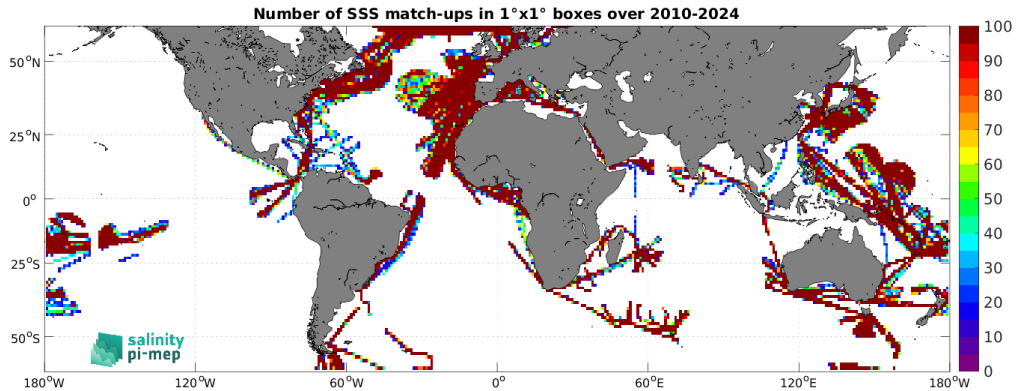 Number of SSS match-ups in 1°x1° boxes over 2010-2024
100
90
80
70
60
50
40
30
20
10
0
50°N
25°N
0°
25°S
50°S
salinity
pi-mep
180°W 120°W 60°W 0° 60°E 120°E 180°W